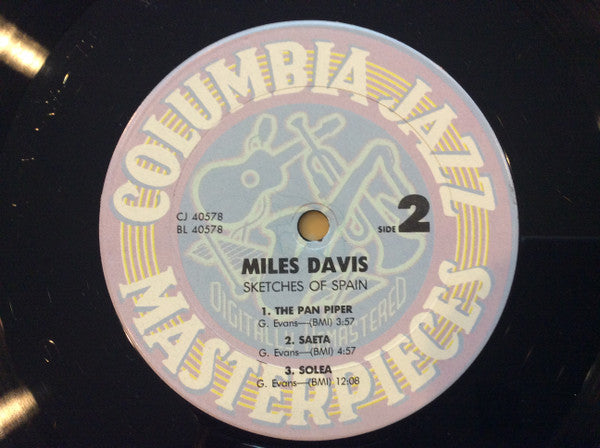 COLUMBIA JAZZ
MASTERPIECES
CJ 40578
BL 40578
SIDE 2
MILES DAVIS
SKETCHES OF SPAIN
1. THE PAN PIPER
G. Evans—(BMI) 3:57
2. SAETA
G. Evans—(BMI) 4:57
3. SOLEA
G. Evans—(BMI) 12:08
DIGITALLY REMASTERED